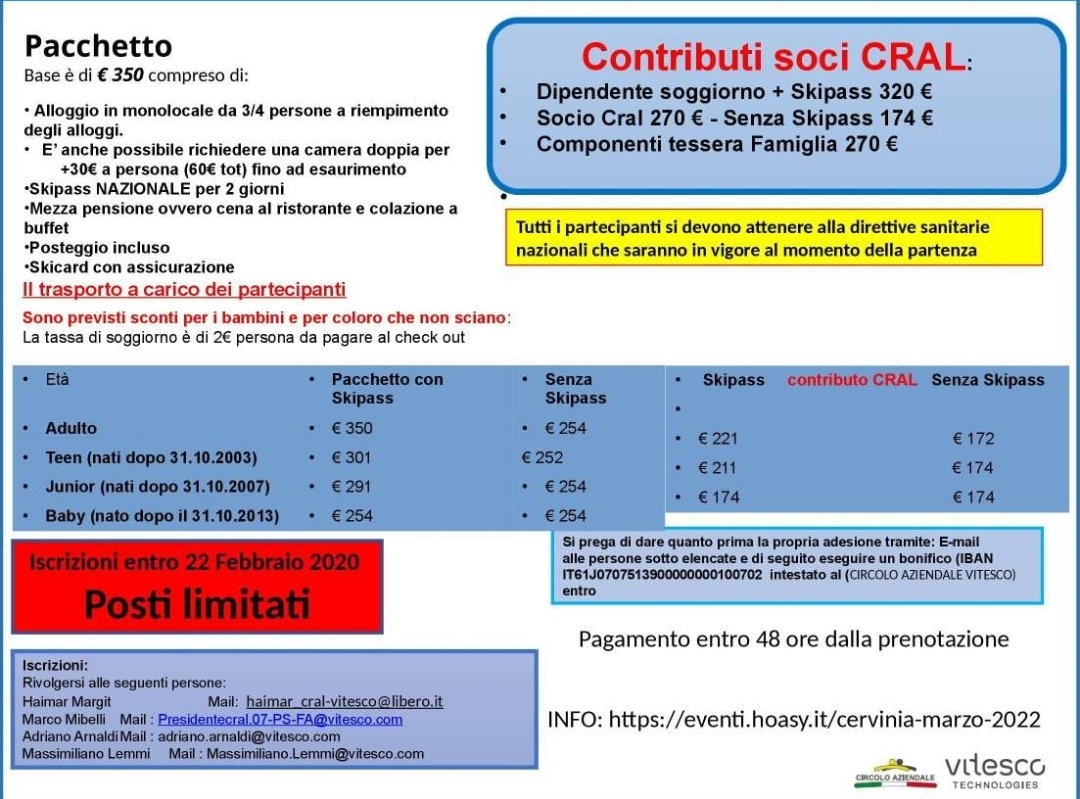 Pacchetto
Base è di € 350 compreso di:
• Alloggio in monolocale da 3/4 persone a riempimento
degli alloggi.
• E' anche possibile richiedere una camera doppia per
+30€ a persona (60€ tot) fino ad esaurimento
•Skipass NAZIONALE per 2 giorni
•Mezza pensione ovvero cena al ristorante e colazione a
buffet
•Posteggio incluso
•Skicard con assicurazione
Il trasporto a carico dei partecipanti
Sono previsti sconti per i bambini e per coloro che non sciano:
La tassa di soggiorno è di 2€ persona da pagare al check out
Contributi soci CRAL:
• Dipendente soggiorno + Skipass 320 €
• Socio Cral 270 € - Senza Skipass 174 €
• Componenti tessera Famiglia 270 €
•
Tutti i partecipanti si devono attenere alla direttive sanitarie
nazionali che saranno in vigore al momento della partenza
• Età • Pacchetto con • Senza
Skipass Skipass
• Adulto • € 350 • € 254
• Teen (nati dopo 31.10.2003) • € 301 € 252
• Junior (nati dopo 31.10.2007) • € 291 • € 254
• Baby (nato dopo il 31.10.2013) • € 254 • € 254
• Skipass contributo CRAL Senza Skipass
•
• € 221 € 172
• € 211 € 174
• € 174 € 174
Iscrizioni entro 22 Febbraio 2020
Posti limitati
Si prega di dare quanto prima la propria adesione tramite: E-mail
alle persone sotto elencate e di seguito eseguire un bonifico (IBAN
IT61J0707513900000000100702 intestato al (CIRCOLO AZIENDALE VITESCO)
entro
Pagamento entro 48 ore dalla prenotazione
Iscrizioni:
Rivolgersi alle seguenti persone:
Haimar Margit Mail: haimar_cral-vitesco@libero.it
Marco Mibelli Mail : Presidentecral.07-PS-FA@vitesco.com
Adriano Arnaldi Mail : adriano.arnaldi@vitesco.com
Massimiliano Lemmi Mail : Massimiliano.Lemmi@vitesco.com
INFO: https://eventi.hoasy.it/cervinia-marzo-2022
CIRCOLO AZIENDALE
vitesco
TECHNOLOGIES